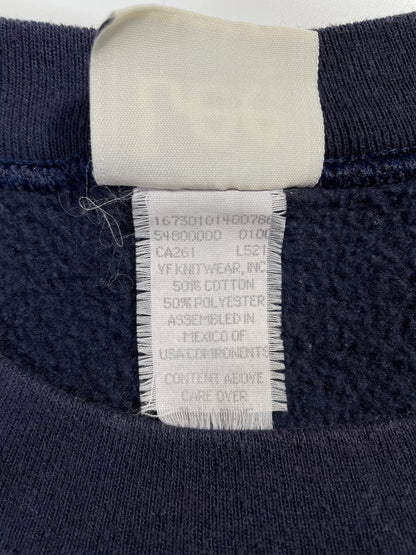 1673010140078
54800000 0100
CA261 L521
VF KNITWEAR, INC
50% COTTON
50% POLYESTER
ASSEMBLED IN
MEXICO OF
USA COMPONENTS
CONTENT ABOVE
CARE OVER